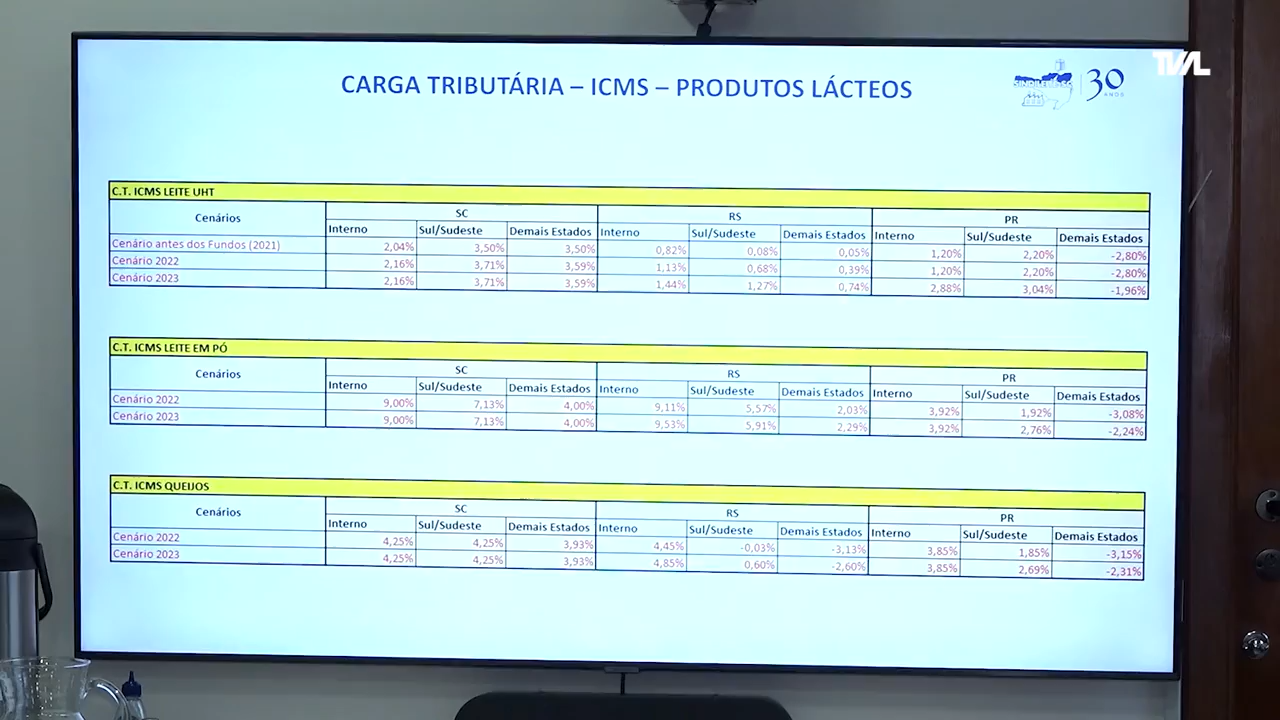 TVAL
CARGA TRIBUTÁRIA – ICMS – PRODUTOS LÁCTEOS
30
ANOS
C.T. ICMS LEITE UHT
Cenários SC RS PR
Interno Sul/Sudeste Demais Estados Interno Sul/Sudeste Demais Estados Interno Sul/Sudeste Demais Estados
Cenário antes dos Fundos (2021) 2,04% 3,50% 3,50% 0,82% 0,08% 0,05% 1,20% 2,20% -2,80%
Cenário 2022 2,16% 3,71% 3,59% 1,13% 0,68% 0,39% 1,20% 2,20% -2,80%
Cenário 2023 2,16% 3,71% 3,59% 1,44% 1,27% 0,74% 2,88% 3,04% -1,96%
C.T. ICMS LEITE EM PÓ
Cenários SC RS PR
Interno Sul/Sudeste Demais Estados Interno Sul/Sudeste Demais Estados Interno Sul/Sudeste Demais Estados
Cenário 2022 9,00% 7,13% 4,00% 9,11% 5,57% 2,03% 3,92% 1,92% -3,08%
Cenário 2023 9,00% 7,13% 4,00% 9,53% 5,91% 2,29% 3,92% 2,76% -2,24%
C.T. ICMS QUEIJOS
Cenários SC RS PR
Interno Sul/Sudeste Demais Estados Interno Sul/Sudeste Demais Estados Interno Sul/Sudeste Demais Estados
Cenário 2022 4,25% 4,25% 3,93% 4,45% -0,03% -3,13% 3,85% 1,85% -3,15%
Cenário 2023 4,25% 4,25% 3,93% 4,85% 0,60% -2,60% 3,85% 2,69% -2,31%